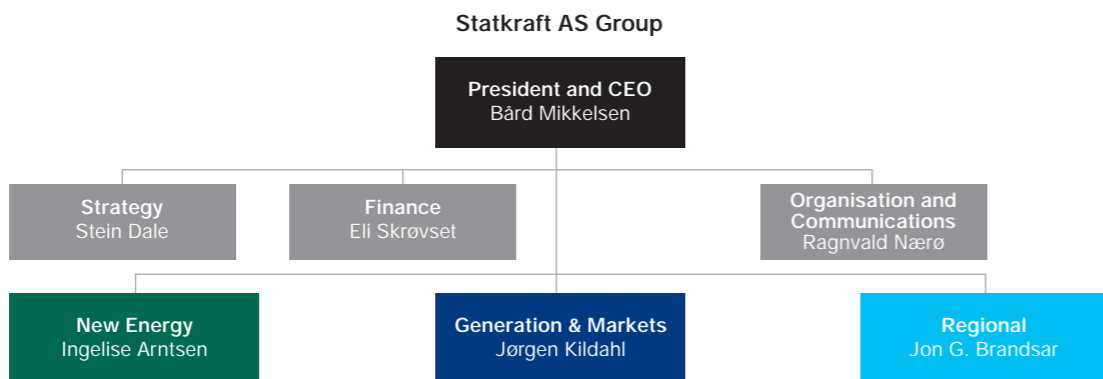 Statkraft AS Group
President and CEO
Bård Mikkelsen
Strategy
Stein Dale
Finance
Eli Skrøvset
Organisation and
Communications
Ragnvald Nærø
New Energy
Ingelise Arntsen
Generation & Markets
Jørgen Kildahl
Regional
Jon G. Brandsar